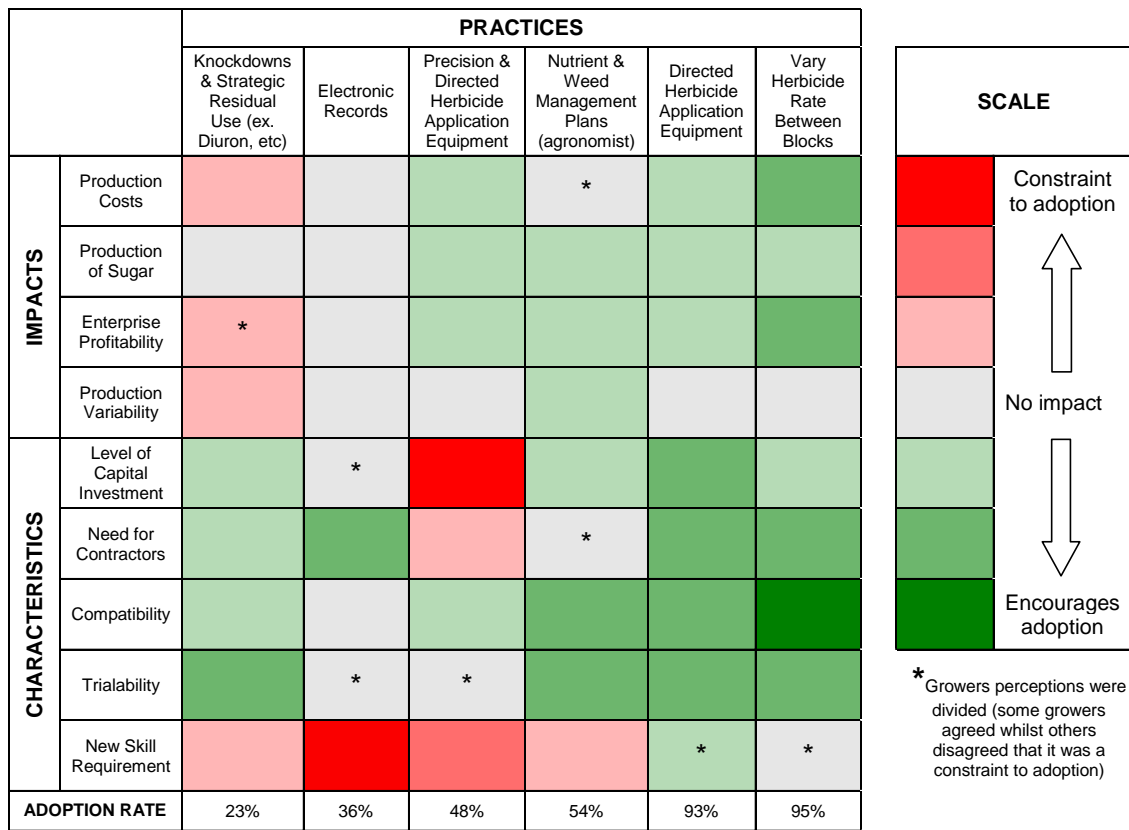 PRACTICES
Knockdowns
& Strategic
Residual
Use (ex.
Diuron, etc)
Electronic
Records
Precision &
Directed
Herbicide
Application
Equipment
Nutrient &
Weed
Management
Plans
(agronomist)
Directed
Herbicide
Application
Equipment
Vary
Herbicide
Rate
Between
Blocks
IMPACTS
Production
Costs
*
Production
of Sugar
Enterprise
Profitability
*
Production
Variability
CHARACTERISTICS
Level of
Capital
Investment
*
Need for
Contractors
*
Compatibility
Trialability
*
*
New Skill
Requirement
*
*
ADOPTION RATE
23%
36%
48%
54%
93%
95%
SCALE
Constraint
to adoption
No impact
Encourages
adoption
*Growers perceptions were
divided (some growers
agreed whilst others
disagreed that it was a
constraint to adoption)